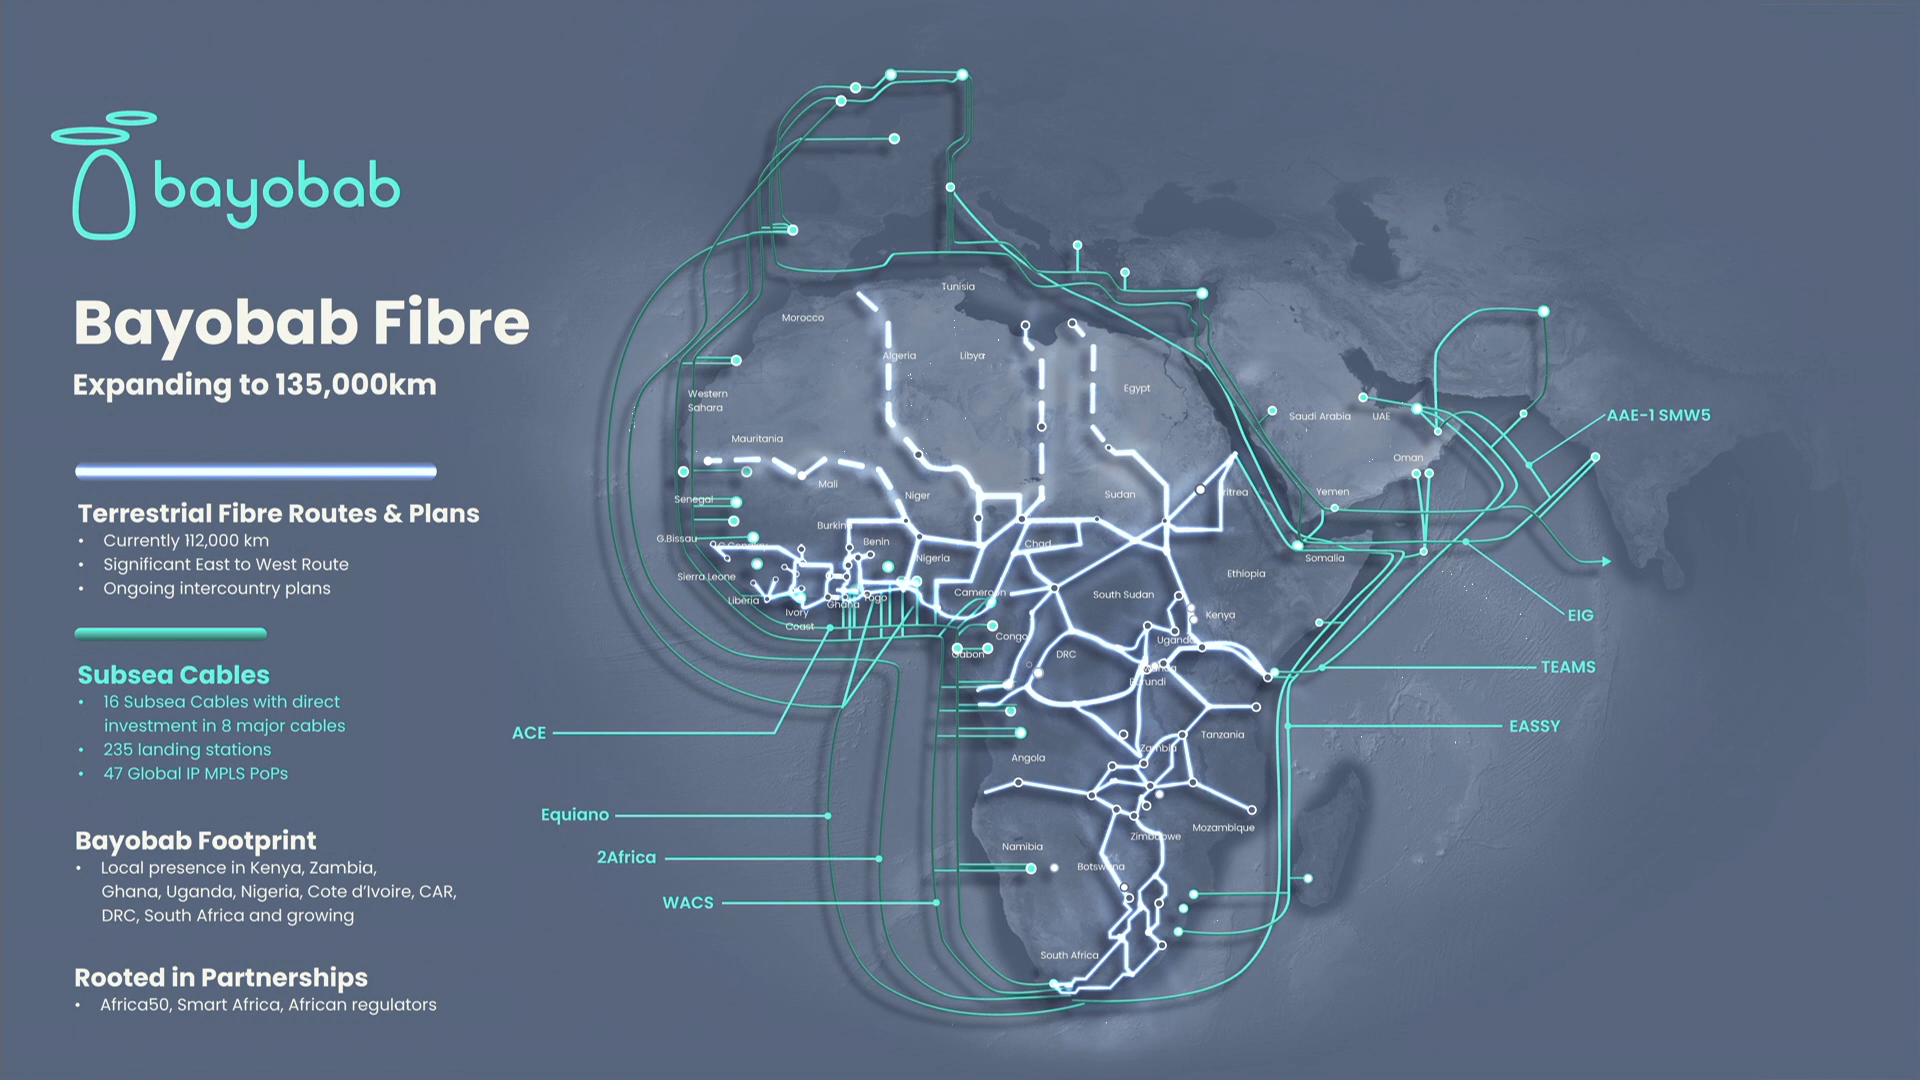 bayobab
Bayobab Fibre
Expanding to 135,000km
Terrestrial Fibre Routes & Plans
• Currently 112,000 km
• Significant East to West Route
• Ongoing intercountry plans
Subsea Cables
• 16 Subsea Cables with direct
investment in 8 major cables
• 235 landing stations
• 47 Global IP MPLS PoPs
Bayobab Footprint
• Local presence in Kenya, Zambia,
Ghana, Uganda, Nigeria, Cote d'Ivoire, CAR,
DRC, South Africa and growing
Rooted in Partnerships
• Africa50, Smart Africa, African regulators
Tunisia
Morocco
Algeria
Libya
Egypt
Western
Sahara
Saudi Arabia
UAE
AAE-1 SMW5
Mauritania
Oman
Mali
Niger
Sudan
Yemen
Senegal
Burkina
G.Bissau
Benin
Chad
Nigeria
Somalia
Sierra Leone
Ethiopia
Cameroon
South Sudan
Liberia
Ghana
Togo
Ivory
Coast
Kenya
EIG
Congo
Uganda
Gabon
DRC
TEAMS
Burundi
EASSY
ACE
Tanzania
Zambia
Angola
Equiano
Mozambique
Zimbabwe
Namibia
2Africa
Botswana
WACS
South Africa